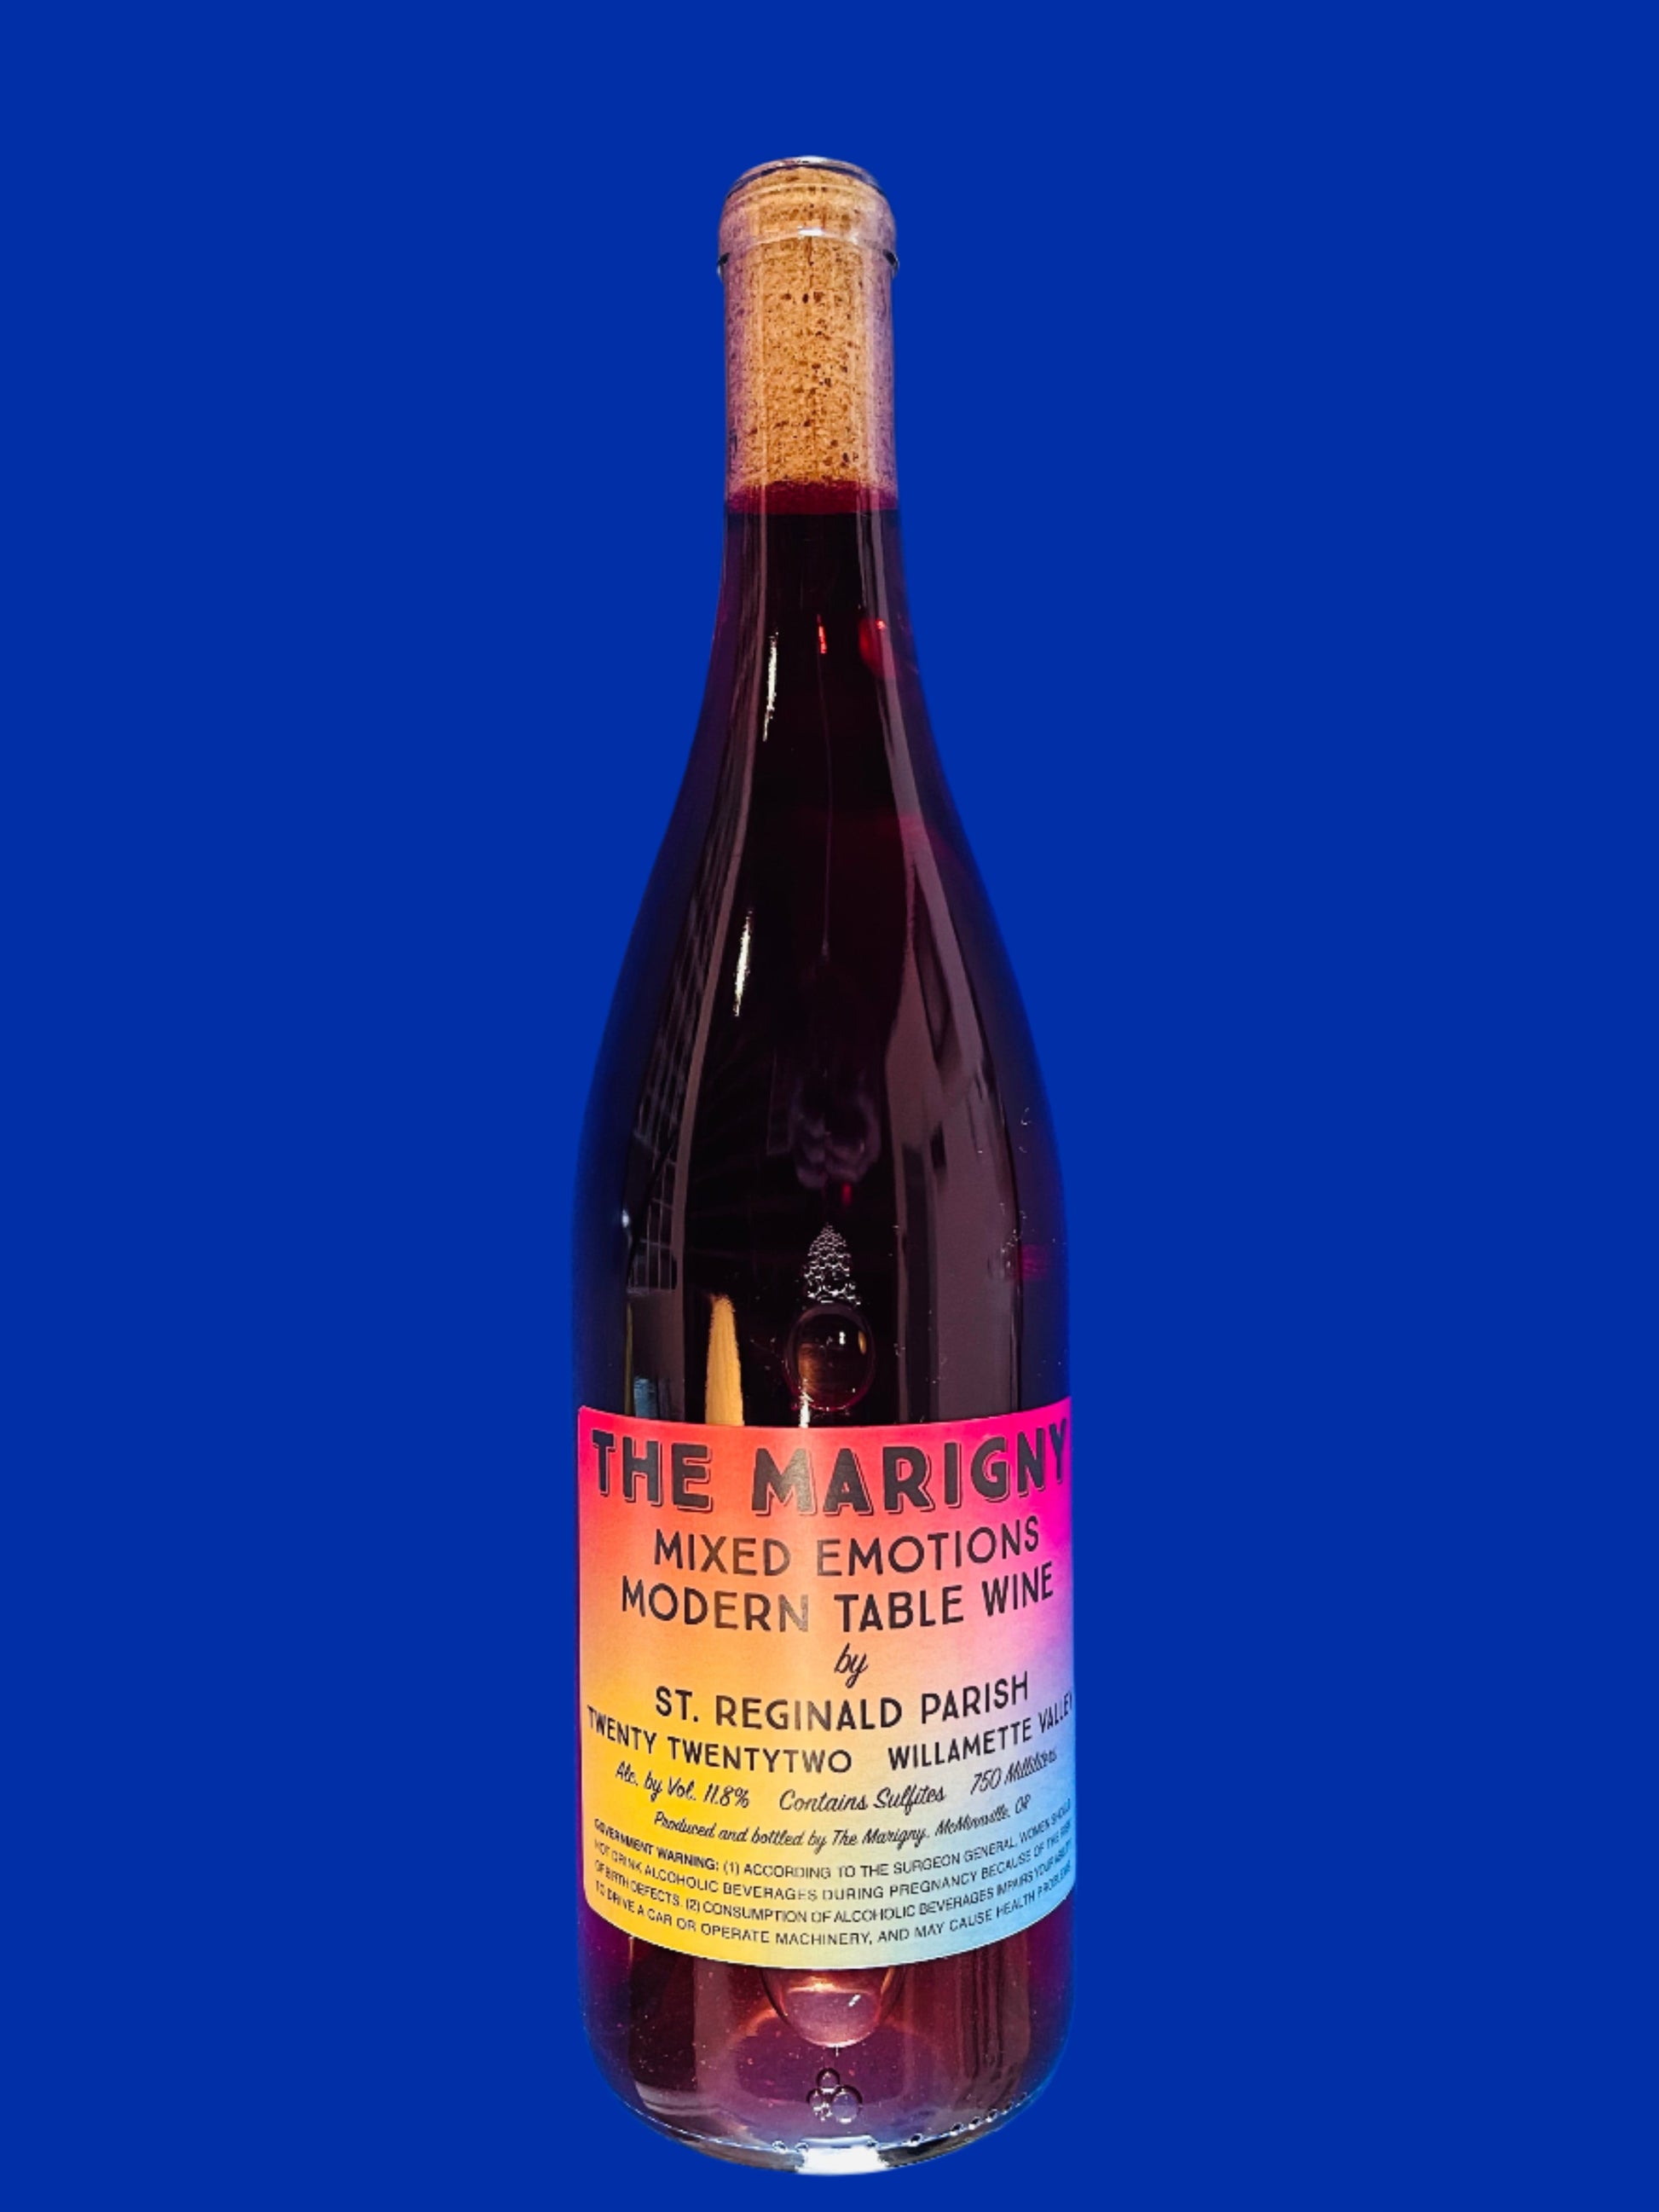 THE MARIGNY
MIXED EMOTIONS
MODERN TABLE WINE
by
ST. REGINALD PARISH
TWENTY TWENTYTWO WILLAMETTE VALLEY
Alc. by Vol. 11.8% Contains Sulfites 750 Milliliters
Produced and bottled by The Marigny, McMinnville, OR
GOVERNMENT WARNING: (1) ACCORDING TO THE SURGEON GENERAL, WOMEN SHOULD
NOT DRINK ALCOHOLIC BEVERAGES DURING PREGNANCY BECAUSE OF THE RISK
OF BIRTH DEFECTS. (2) CONSUMPTION OF ALCOHOLIC BEVERAGES IMPAIRS YOUR ABILITY
TO DRIVE A CAR OR OPERATE MACHINERY, AND MAY CAUSE HEALTH PROBLEMS.